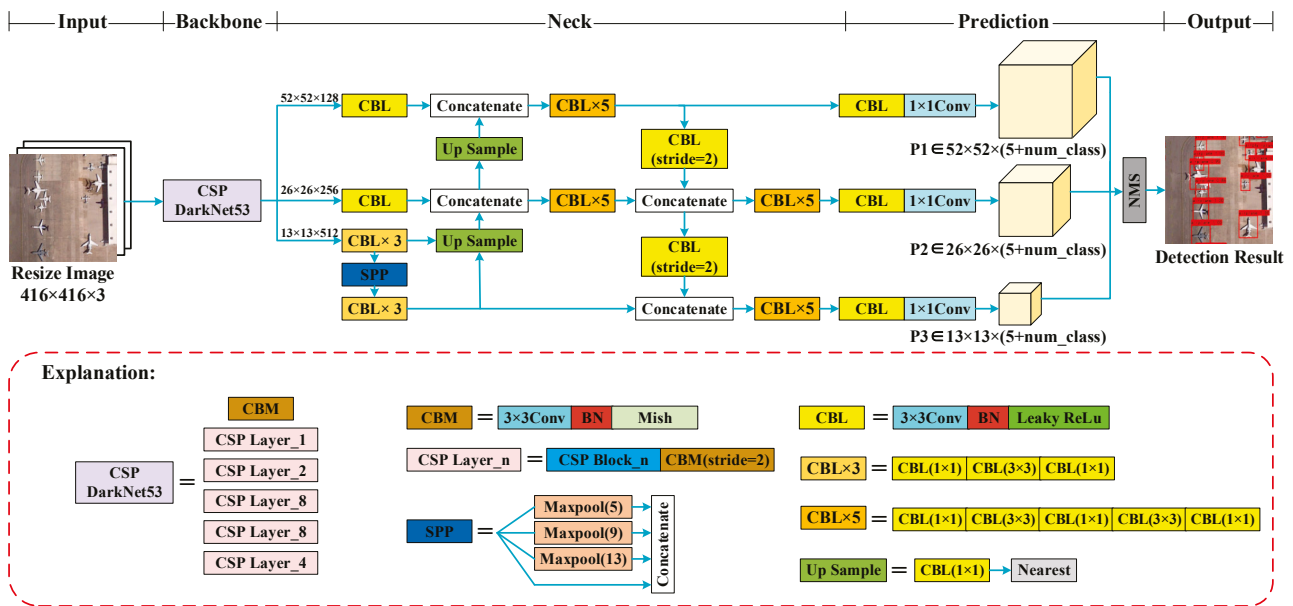 Input
Backbone
Neck
Prediction
Output
52×52×128
CBL
Concatenate
CBL×5
CBL
1×1Conv
Up Sample
CBL
(stride=2)
P1∈52×52×(5+num_class)
CSP
DarkNet53
26×26×256
CBL
Concatenate
CBL×5
Concatenate
CBL×5
CBL
1×1Conv
NMS
13×13×512
CBL× 3
Up Sample
CBL
(stride=2)
P2∈26×26×(5+num_class)
Resize Image
416×416×3
Detection Result
SPP
CBL× 3
Concatenate
CBL×5
CBL
1×1Conv
P3∈13×13×(5+num_class)
Explanation:
CSP
DarkNet53
=
CBM
CSP Layer_1
CSP Layer_2
CSP Layer_8
CSP Layer_8
CSP Layer_4
CBM = 3×3Conv BN Mish
CSP Layer_n = CSP Block_n CBM(stride=2)
SPP =
Maxpool(5)
Maxpool(9)
Maxpool(13)
Concatenate
CBL = 3×3Conv BN Leaky ReLu
CBL×3 = CBL(1×1) CBL(3×3) CBL(1×1)
CBL×5 = CBL(1×1) CBL(3×3) CBL(1×1) CBL(3×3) CBL(1×1)
Up Sample = CBL(1×1) Nearest